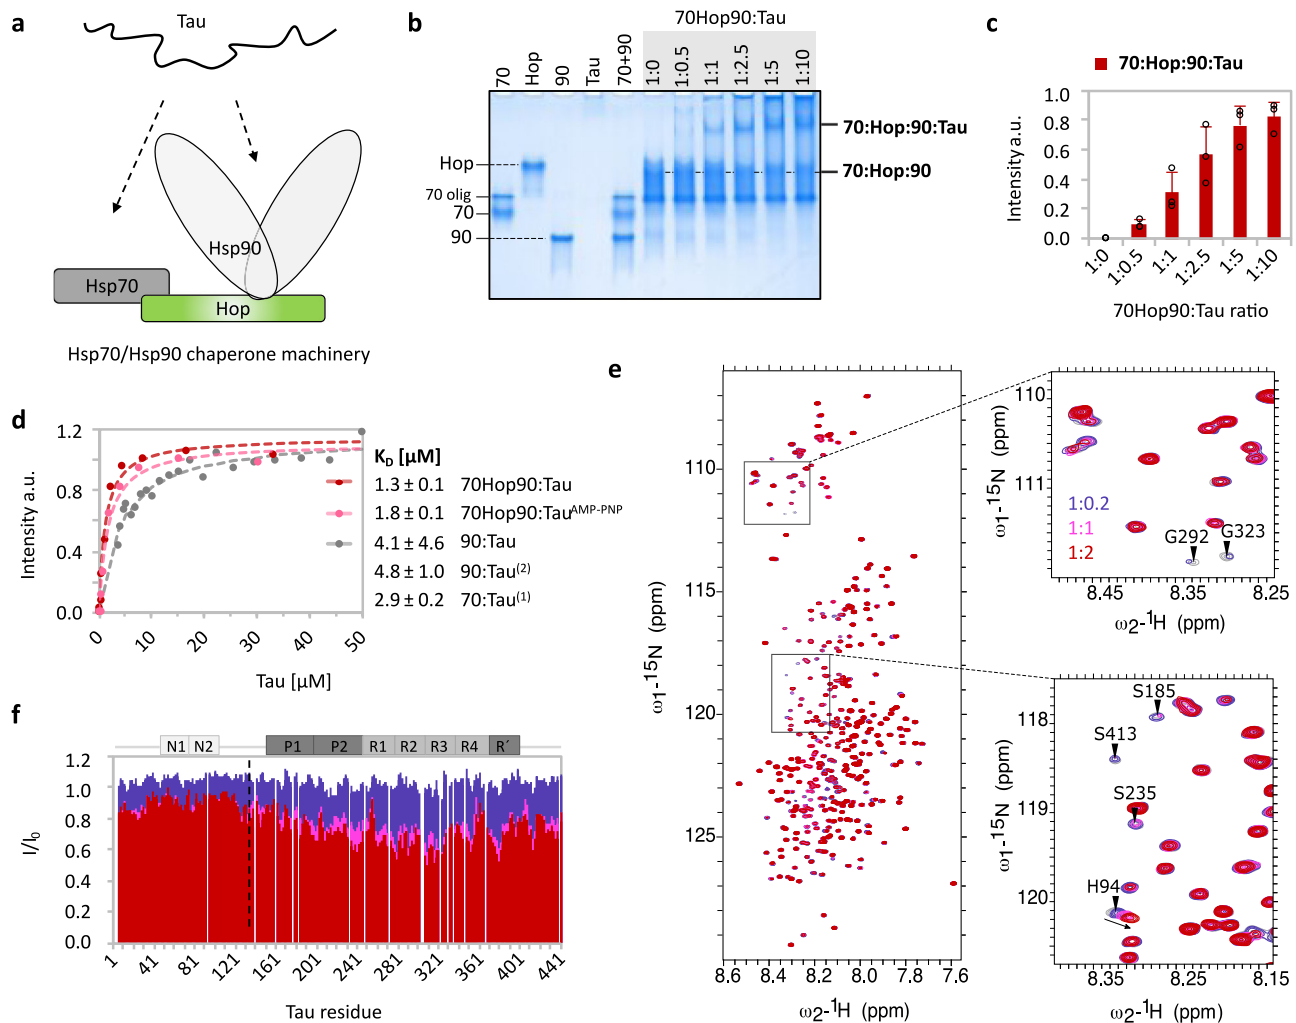 a
Tau
Hsp90
Hsp70
Hop
Hsp70/Hsp90 chaperone machinery
b
70Hop90:Tau
70
Hop
90
Tau
70+90
1:0
1:0.5
1:1
1:2.5
1:5
1:10
Hop
70 olig
70
90
70:Hop:90:Tau
70:Hop:90
c
70:Hop:90:Tau
Intensity a.u.
1.0
0.8
0.6
0.4
0.2
0.0
1:0
1:0.5
1:1
1:2.5
1:5
1:10
70Hop90:Tau ratio
d
Intensity a.u.
1.2
0.8
0.4
0.0
0
10
20
30
40
50
Tau [µM]
K_D [µM]
1.3 ± 0.1 70Hop90:Tau
1.8 ± 0.1 70Hop90:Tau^AMP-PNP
4.1 ± 4.6 90:Tau
4.8 ± 1.0 90:Tau^(2)
2.9 ± 0.2 70:Tau^(1)
e
110
115
120
125
ω1-¹⁵N (ppm)
8.6
8.4
8.2
8.0
7.8
7.6
ω2-¹H (ppm)
110
111
ω1-¹⁵N (ppm)
1:0.2
1:1
1:2
G292
G323
8.45
8.35
8.25
ω2-¹H (ppm)
118
119
120
ω1-¹⁵N (ppm)
S185
S413
S235
H94
8.35
8.25
8.15
ω2-¹H (ppm)
f
N1
N2
P1
P2
R1
R2
R3
R4
R´
I/I₀
1.2
1.0
0.8
0.6
0.4
0.2
0.0
1
41
81
121
161
201
241
281
321
361
401
441
Tau residue